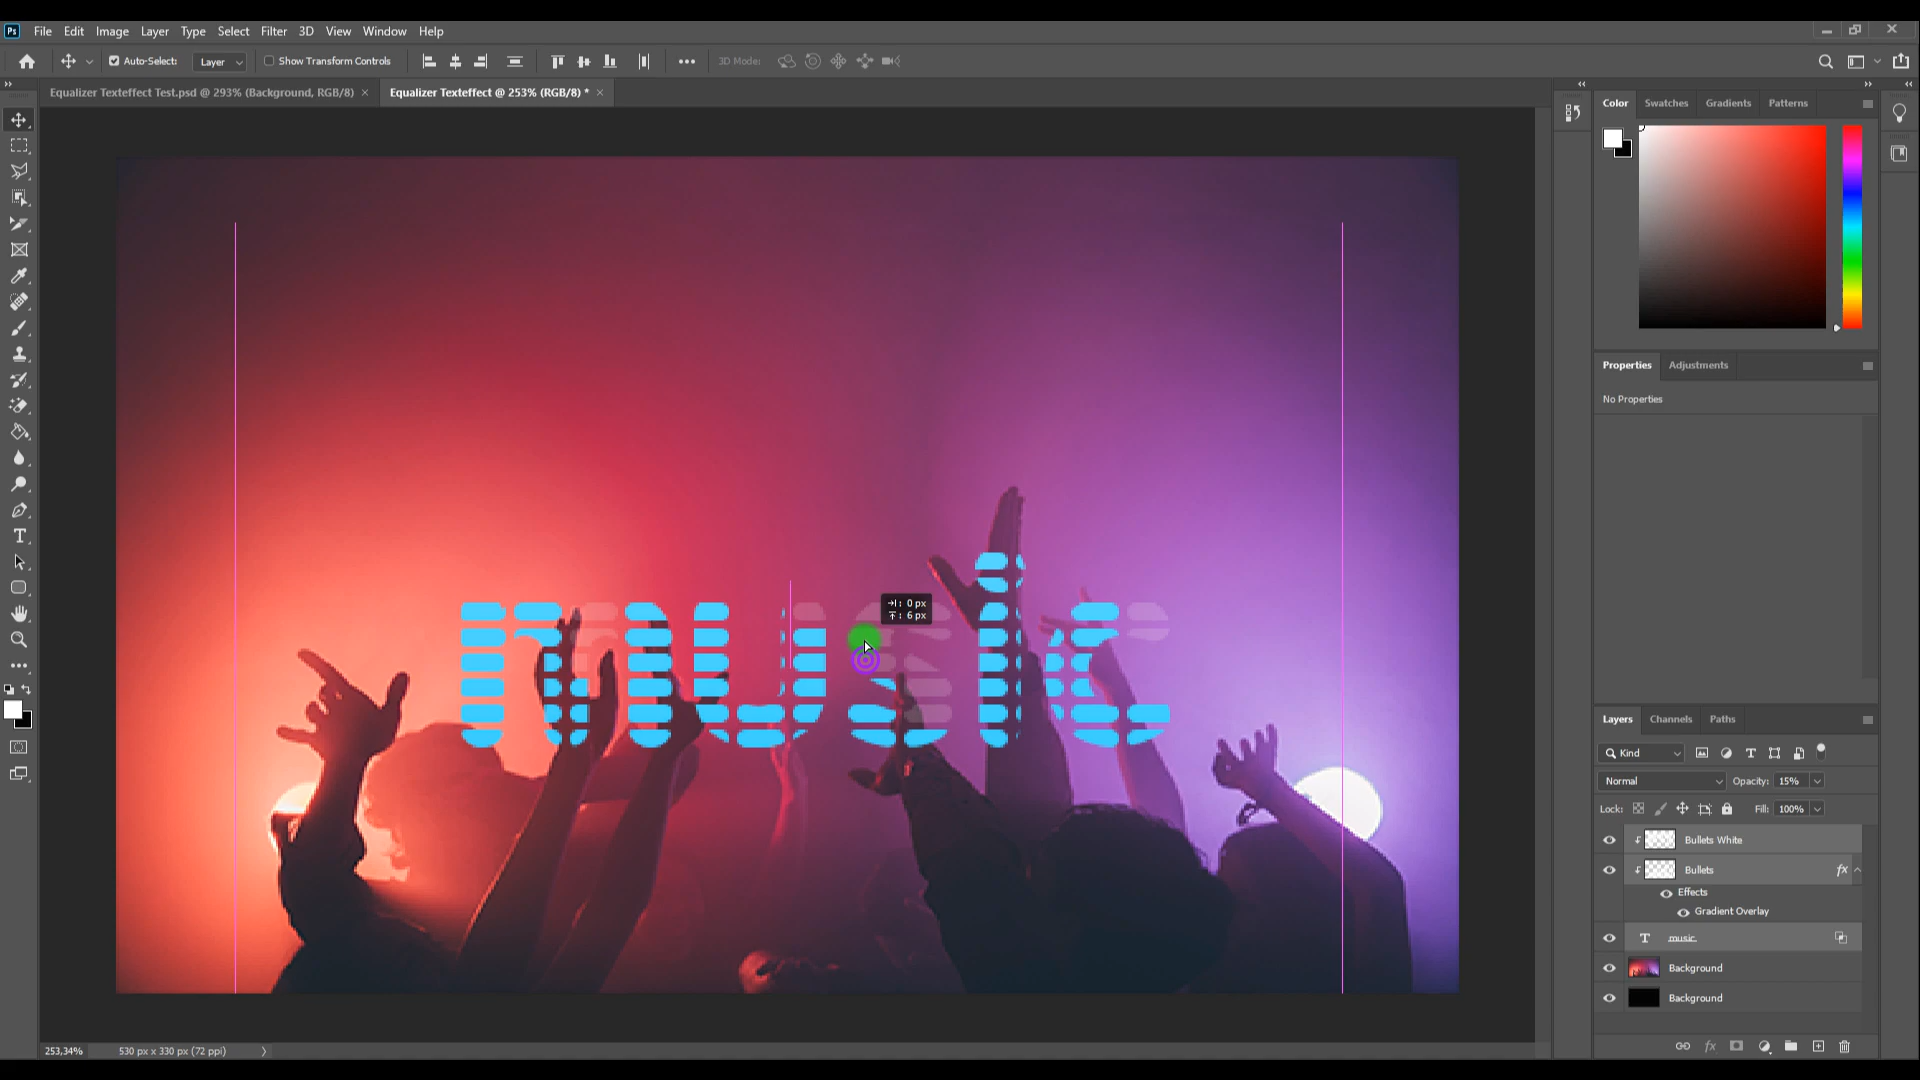 Ps File Edit Image Layer Type Select Filter 3D View Window Help
Auto-Select: Layer Show Transform Controls 3D Mode:
Equalizer Texteffect Test.psd @ 293% (Background, RGB/8) × Equalizer Texteffect @ 253% (RGB/8) * ×
Color Swatches Gradients Patterns
Properties Adjustments
No Properties
: 0 px
: 6 px
music
Layers Channels Paths
Kind
Normal Opacity: 15%
Lock: Fill: 100%
Bullets White
Bullets fx
Effects
Gradient Overlay
T music
Background
Background
253,34% 530 px x 330 px (72 ppi)
fx